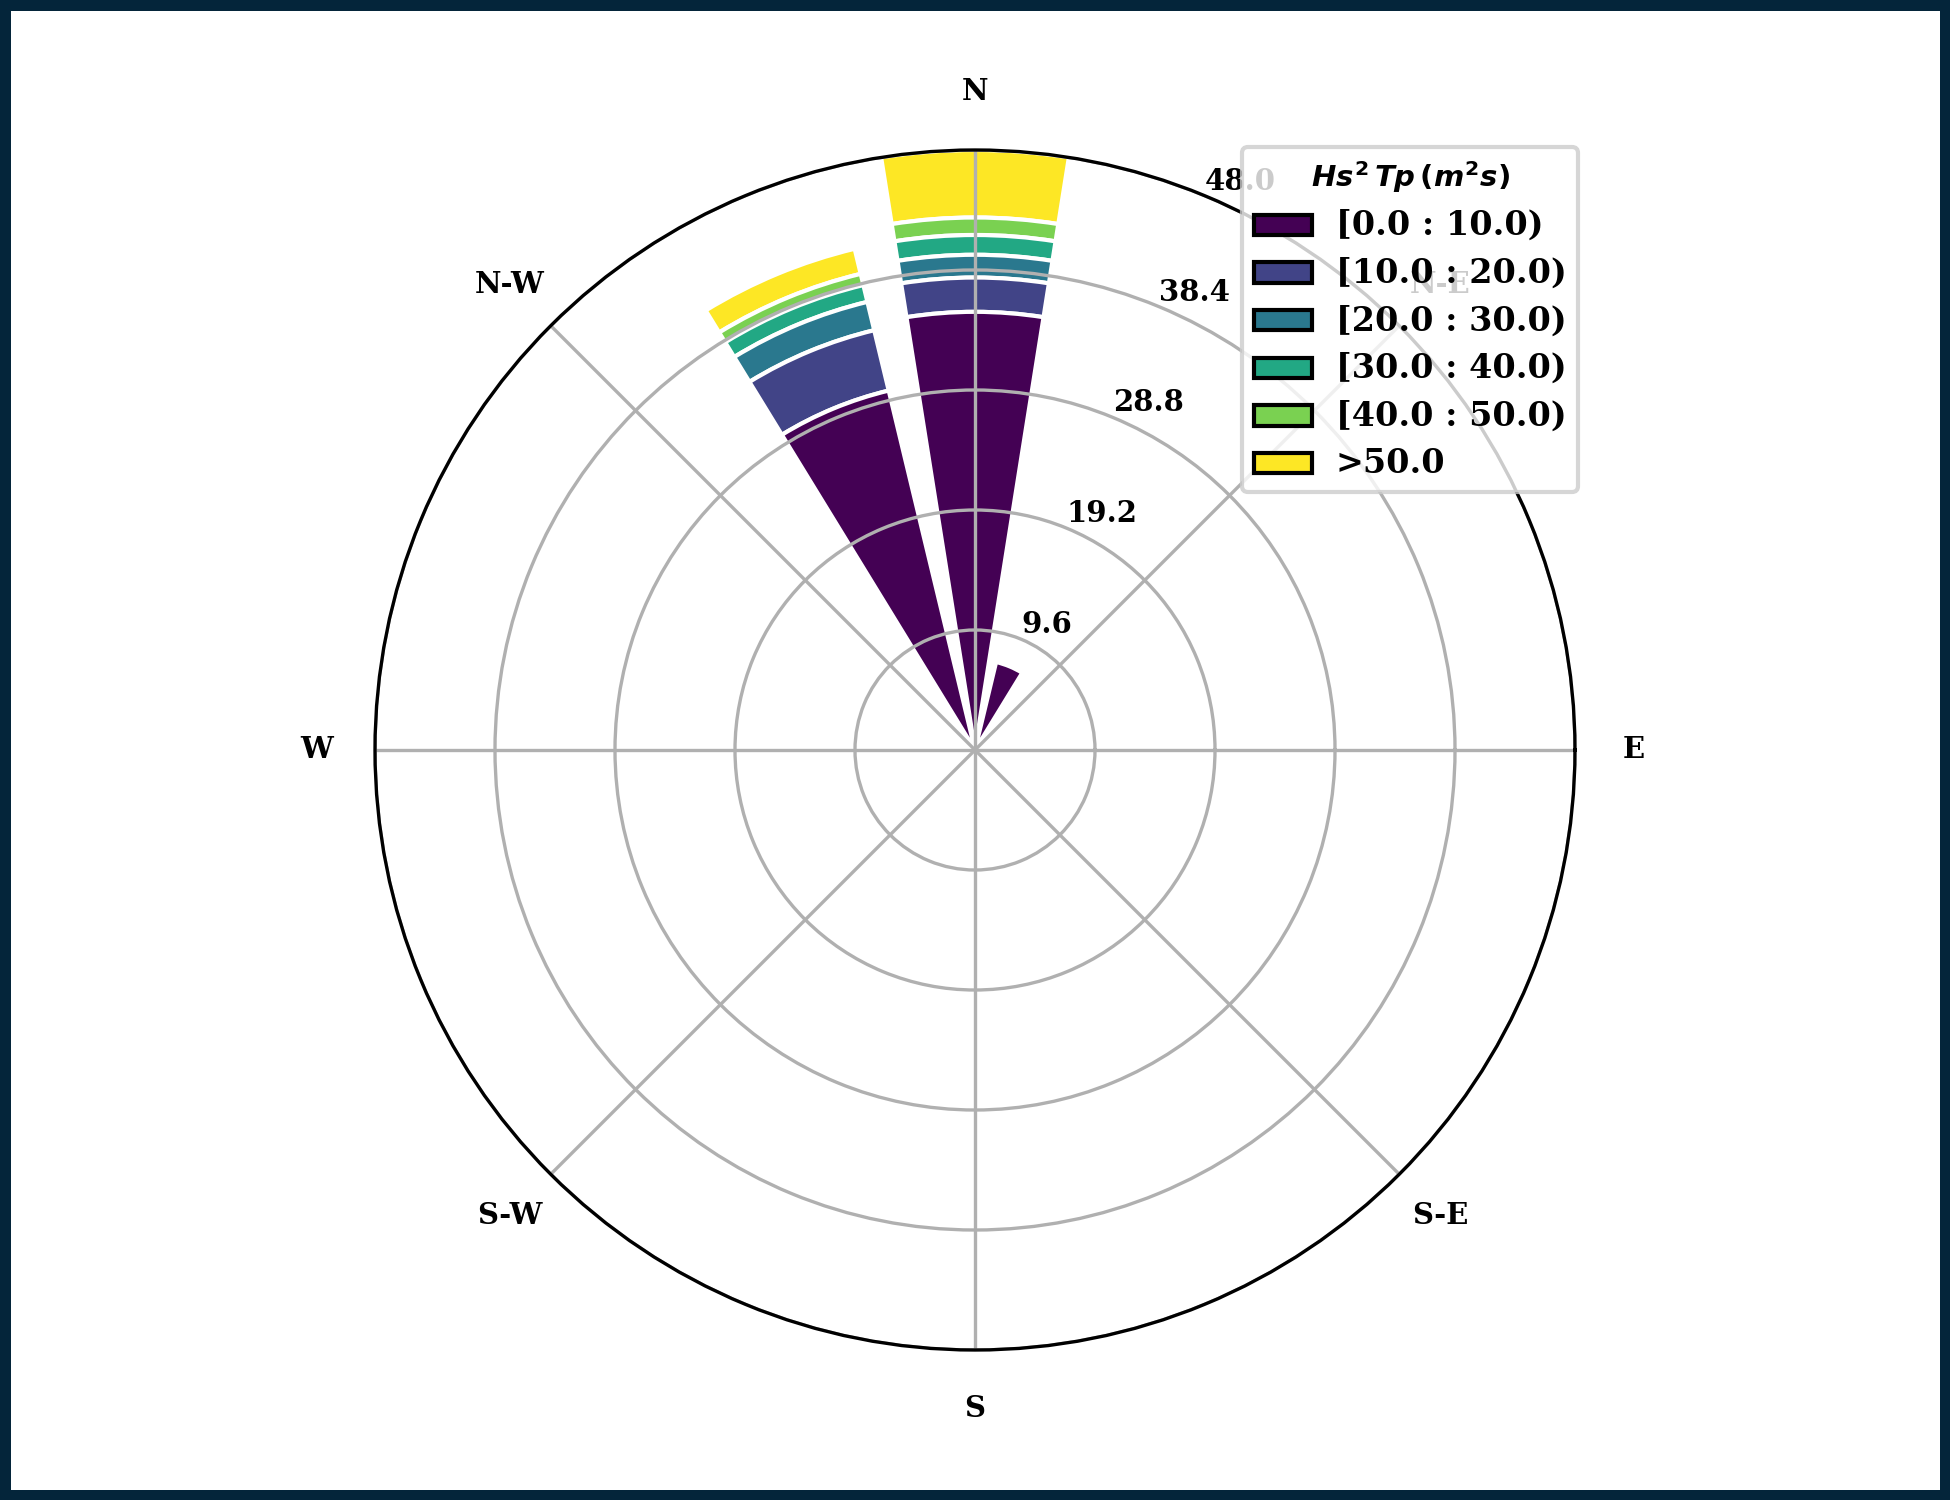 N
48.0
Hs² Tp (m²s)
[0.0 : 10.0)
[10.0 : 20.0)
[20.0 : 30.0)
[30.0 : 40.0)
[40.0 : 50.0)
>50.0
N-W
N-E
38.4
28.8
19.2
9.6
W
E
S-W
S-E
S